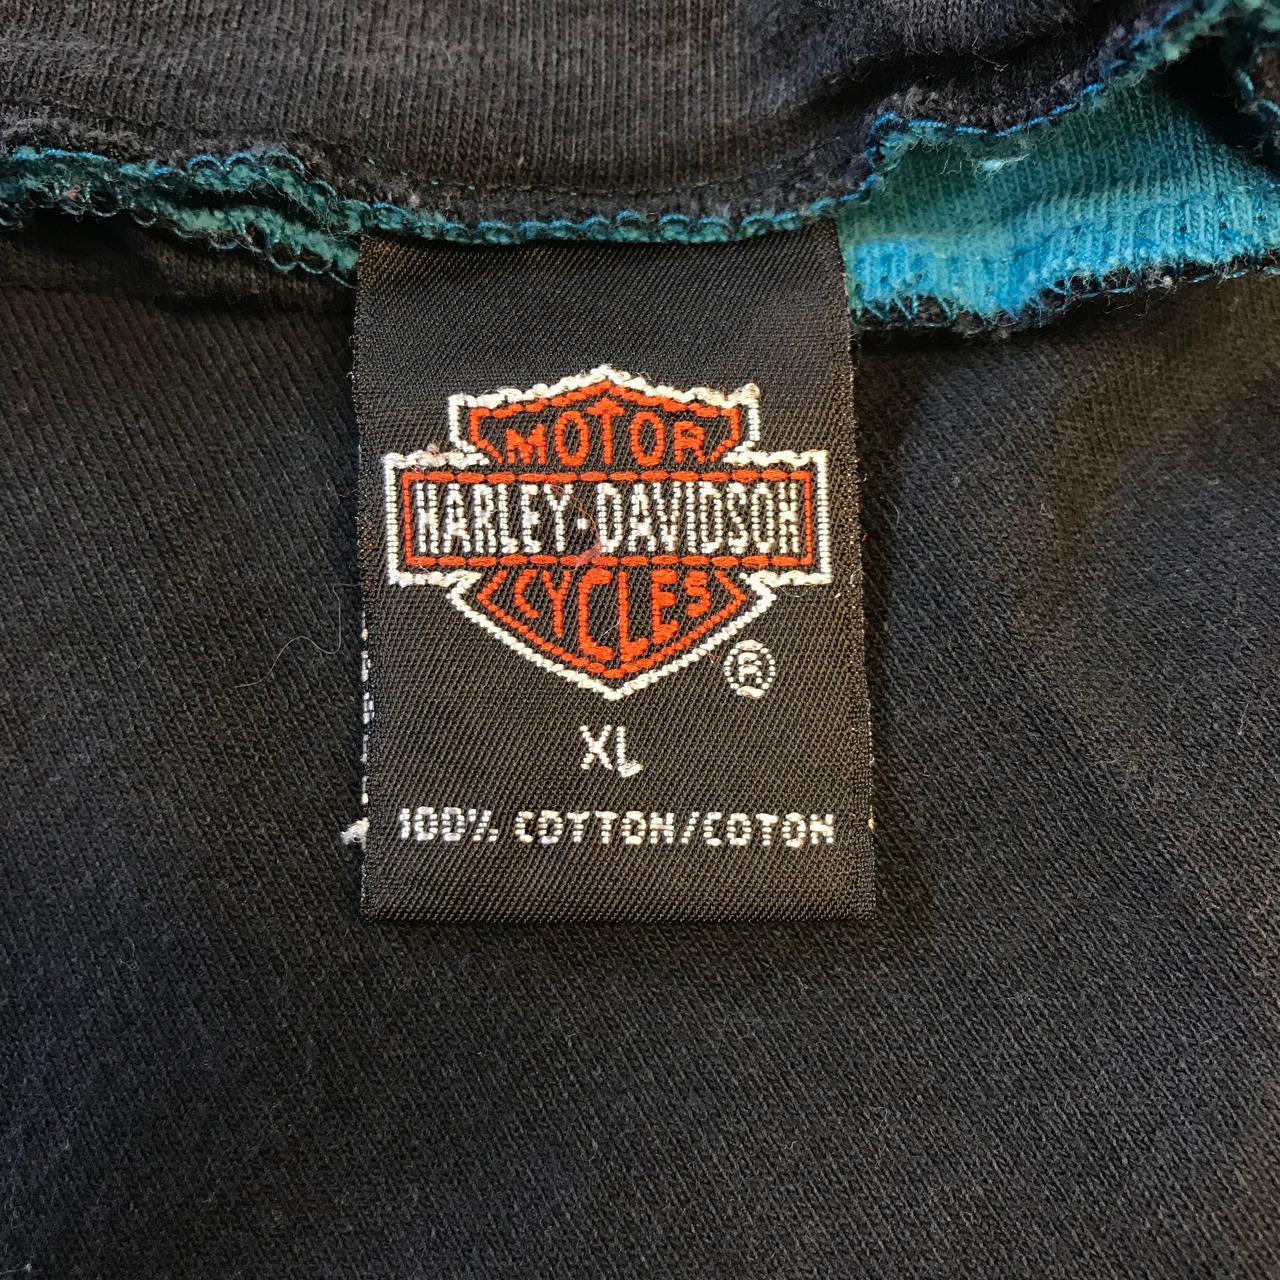 MOTOR
HARLEY-DAVIDSON
CYCLES
®
XL
100% COTTON/COTON